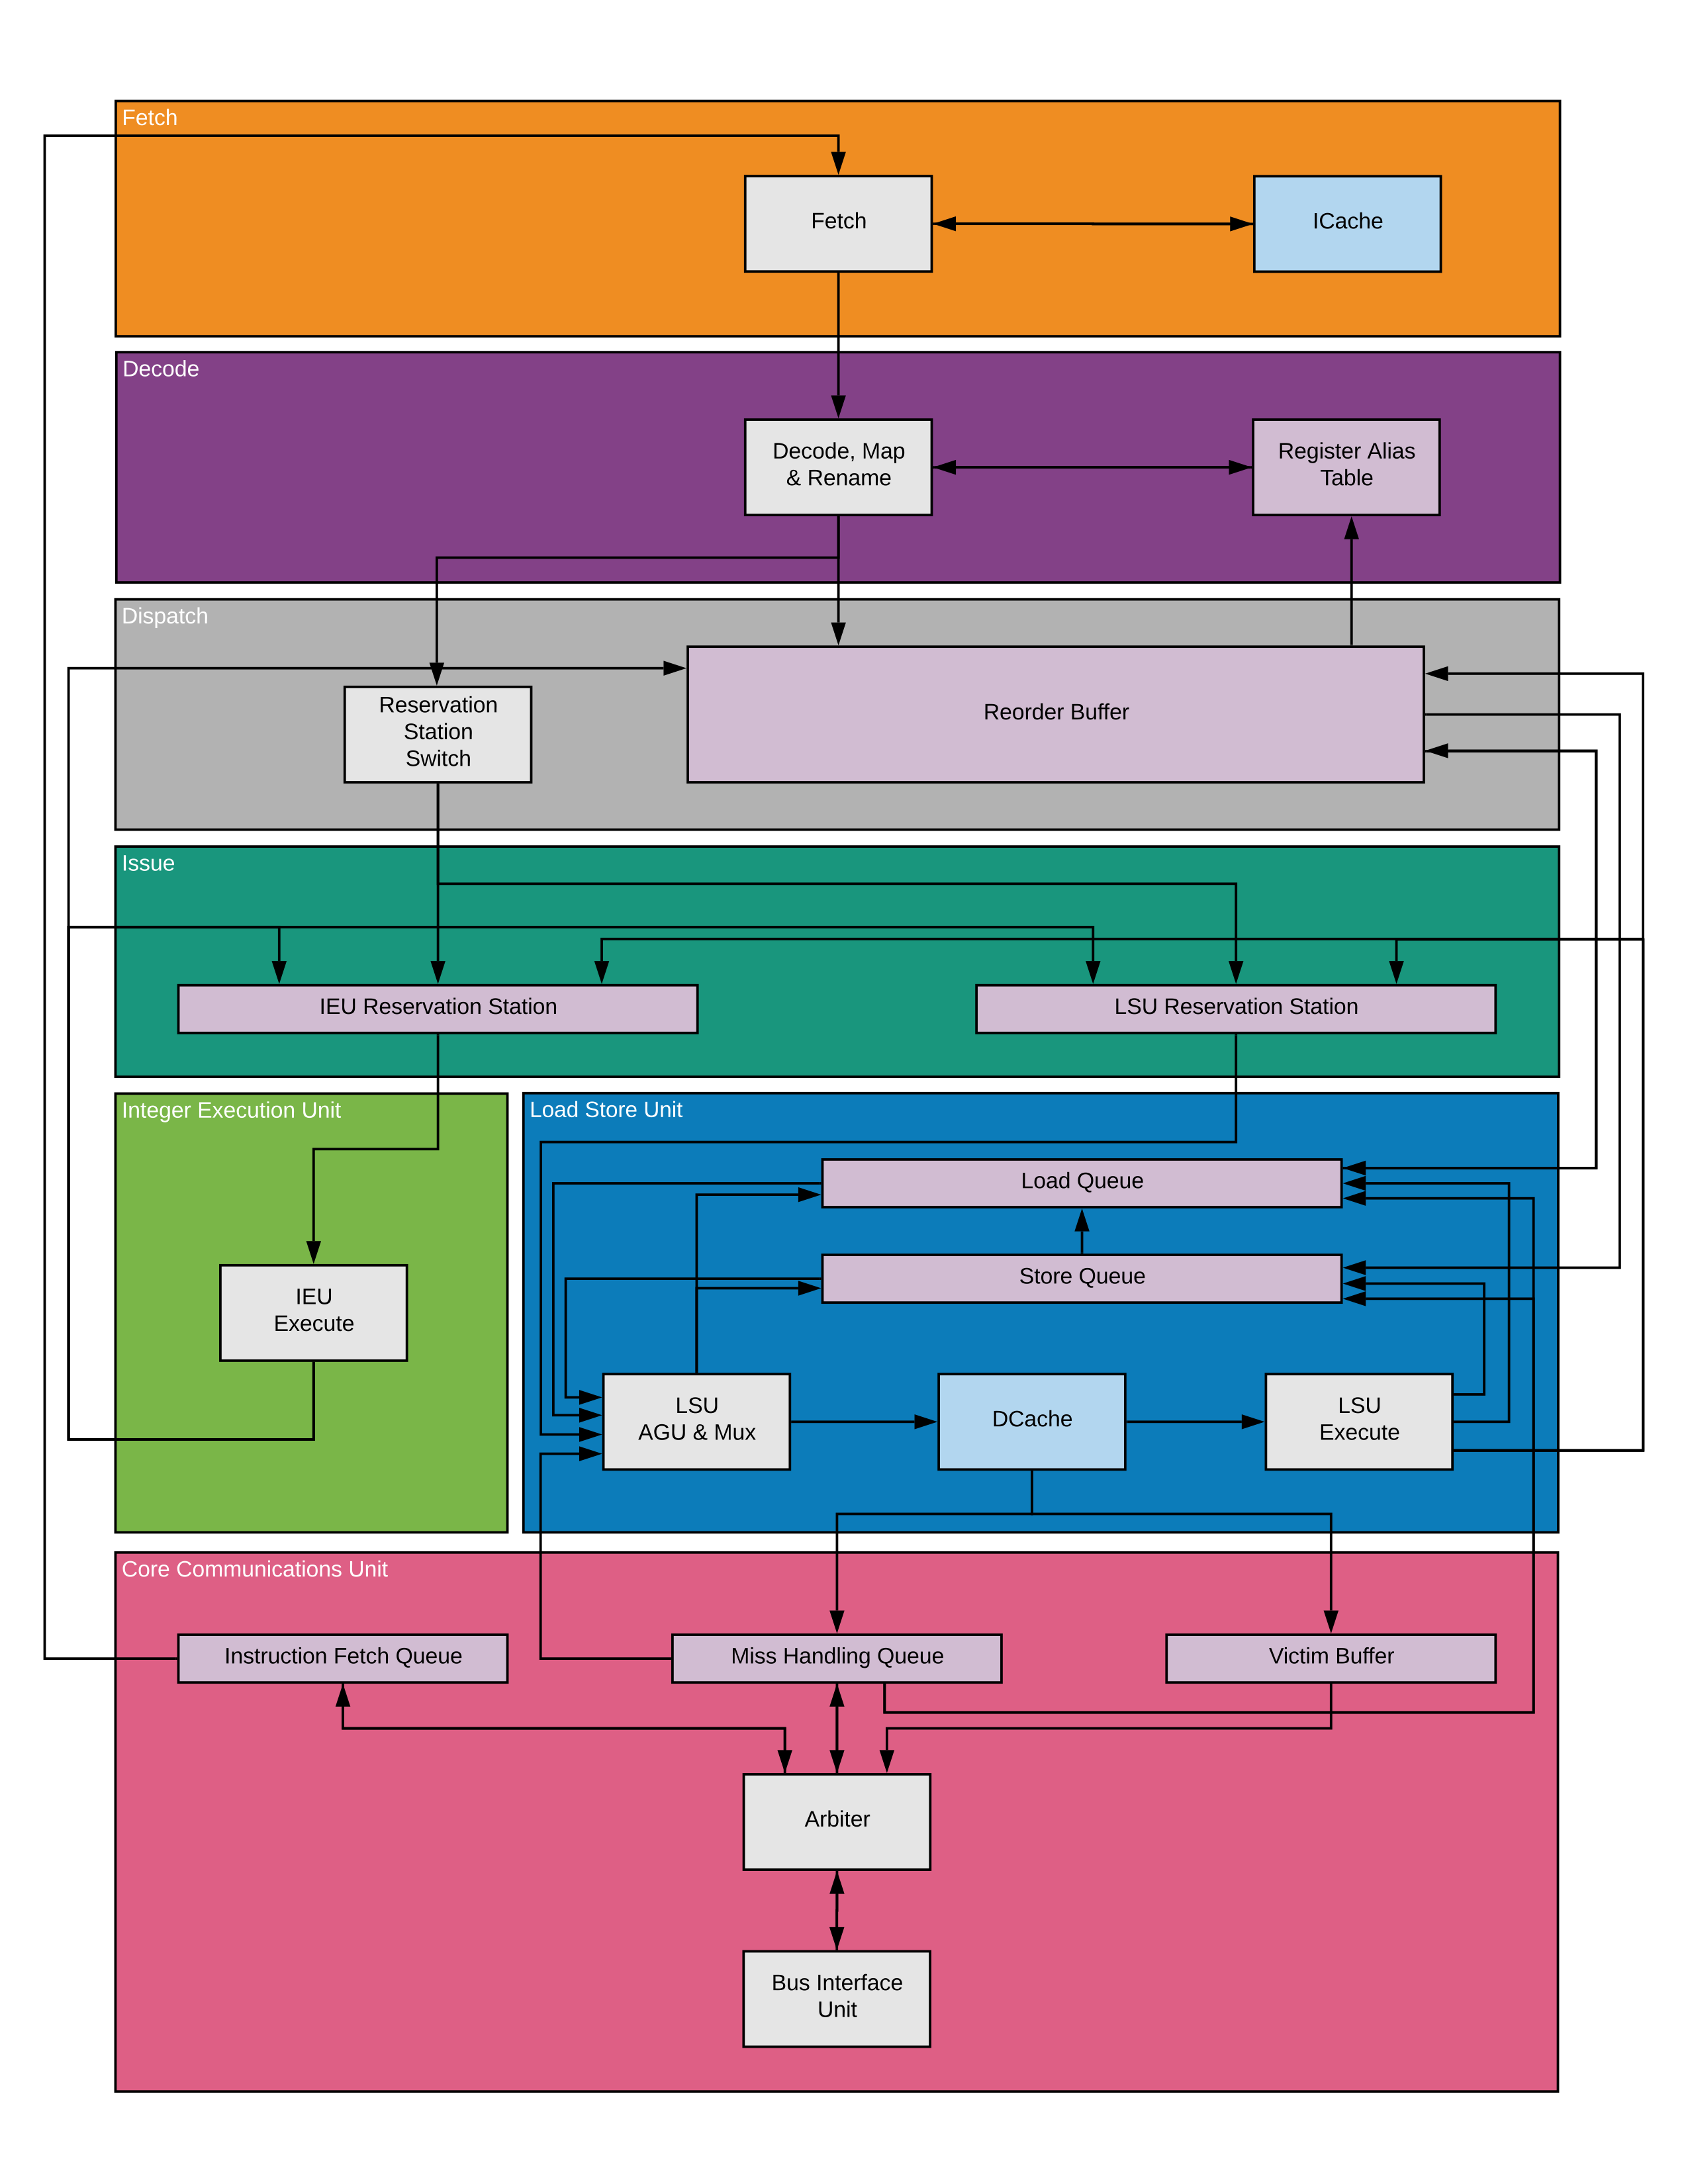 Fetch
Fetch
ICache
Decode
Decode, Map
& Rename
Register Alias
Table
Dispatch
Reservation
Station
Switch
Reorder Buffer
Issue
IEU Reservation Station
LSU Reservation Station
Integer Execution Unit
IEU
Execute
Load Store Unit
Load Queue
Store Queue
LSU
AGU & Mux
DCache
LSU
Execute
Core Communications Unit
Instruction Fetch Queue
Miss Handling Queue
Victim Buffer
Arbiter
Bus Interface
Unit